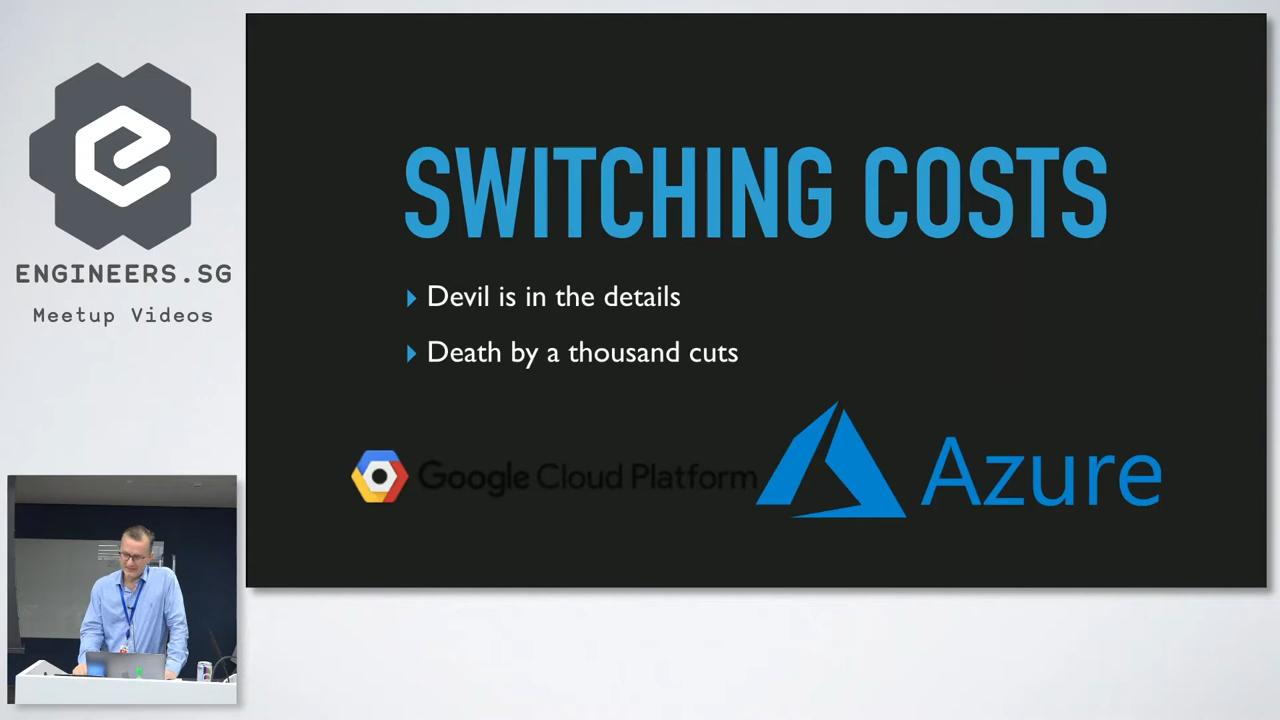 ENGINEERS.SG
Meetup Videos
SWITCHING COSTS
Devil is in the details
Death by a thousand cuts
Google Cloud Platform
Azure